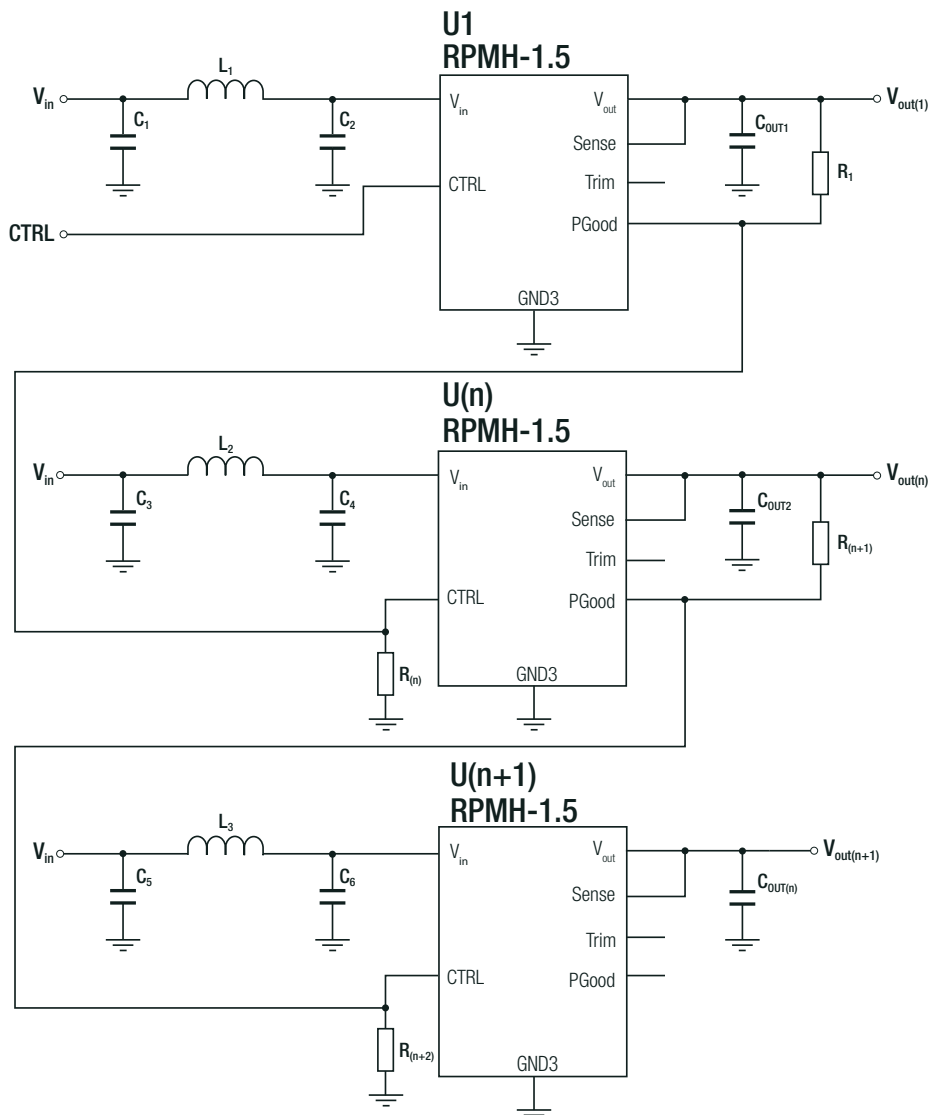 U1
RPMH-1.5
Vin
L1
C1
C2
Vin
Vout
Sense
CTRL
Trim
PGood
GND3
COUT1
R1
Vout(1)
CTRL
U(n)
RPMH-1.5
Vin
L2
C3
C4
Vin
Vout
Sense
Trim
CTRL
PGood
GND3
COUT2
R(n+1)
Vout(n)
R(n)
U(n+1)
RPMH-1.5
Vin
L3
C5
C6
Vin
Vout
Sense
Trim
CTRL
PGood
GND3
COUT(n)
Vout(n+1)
R(n+2)